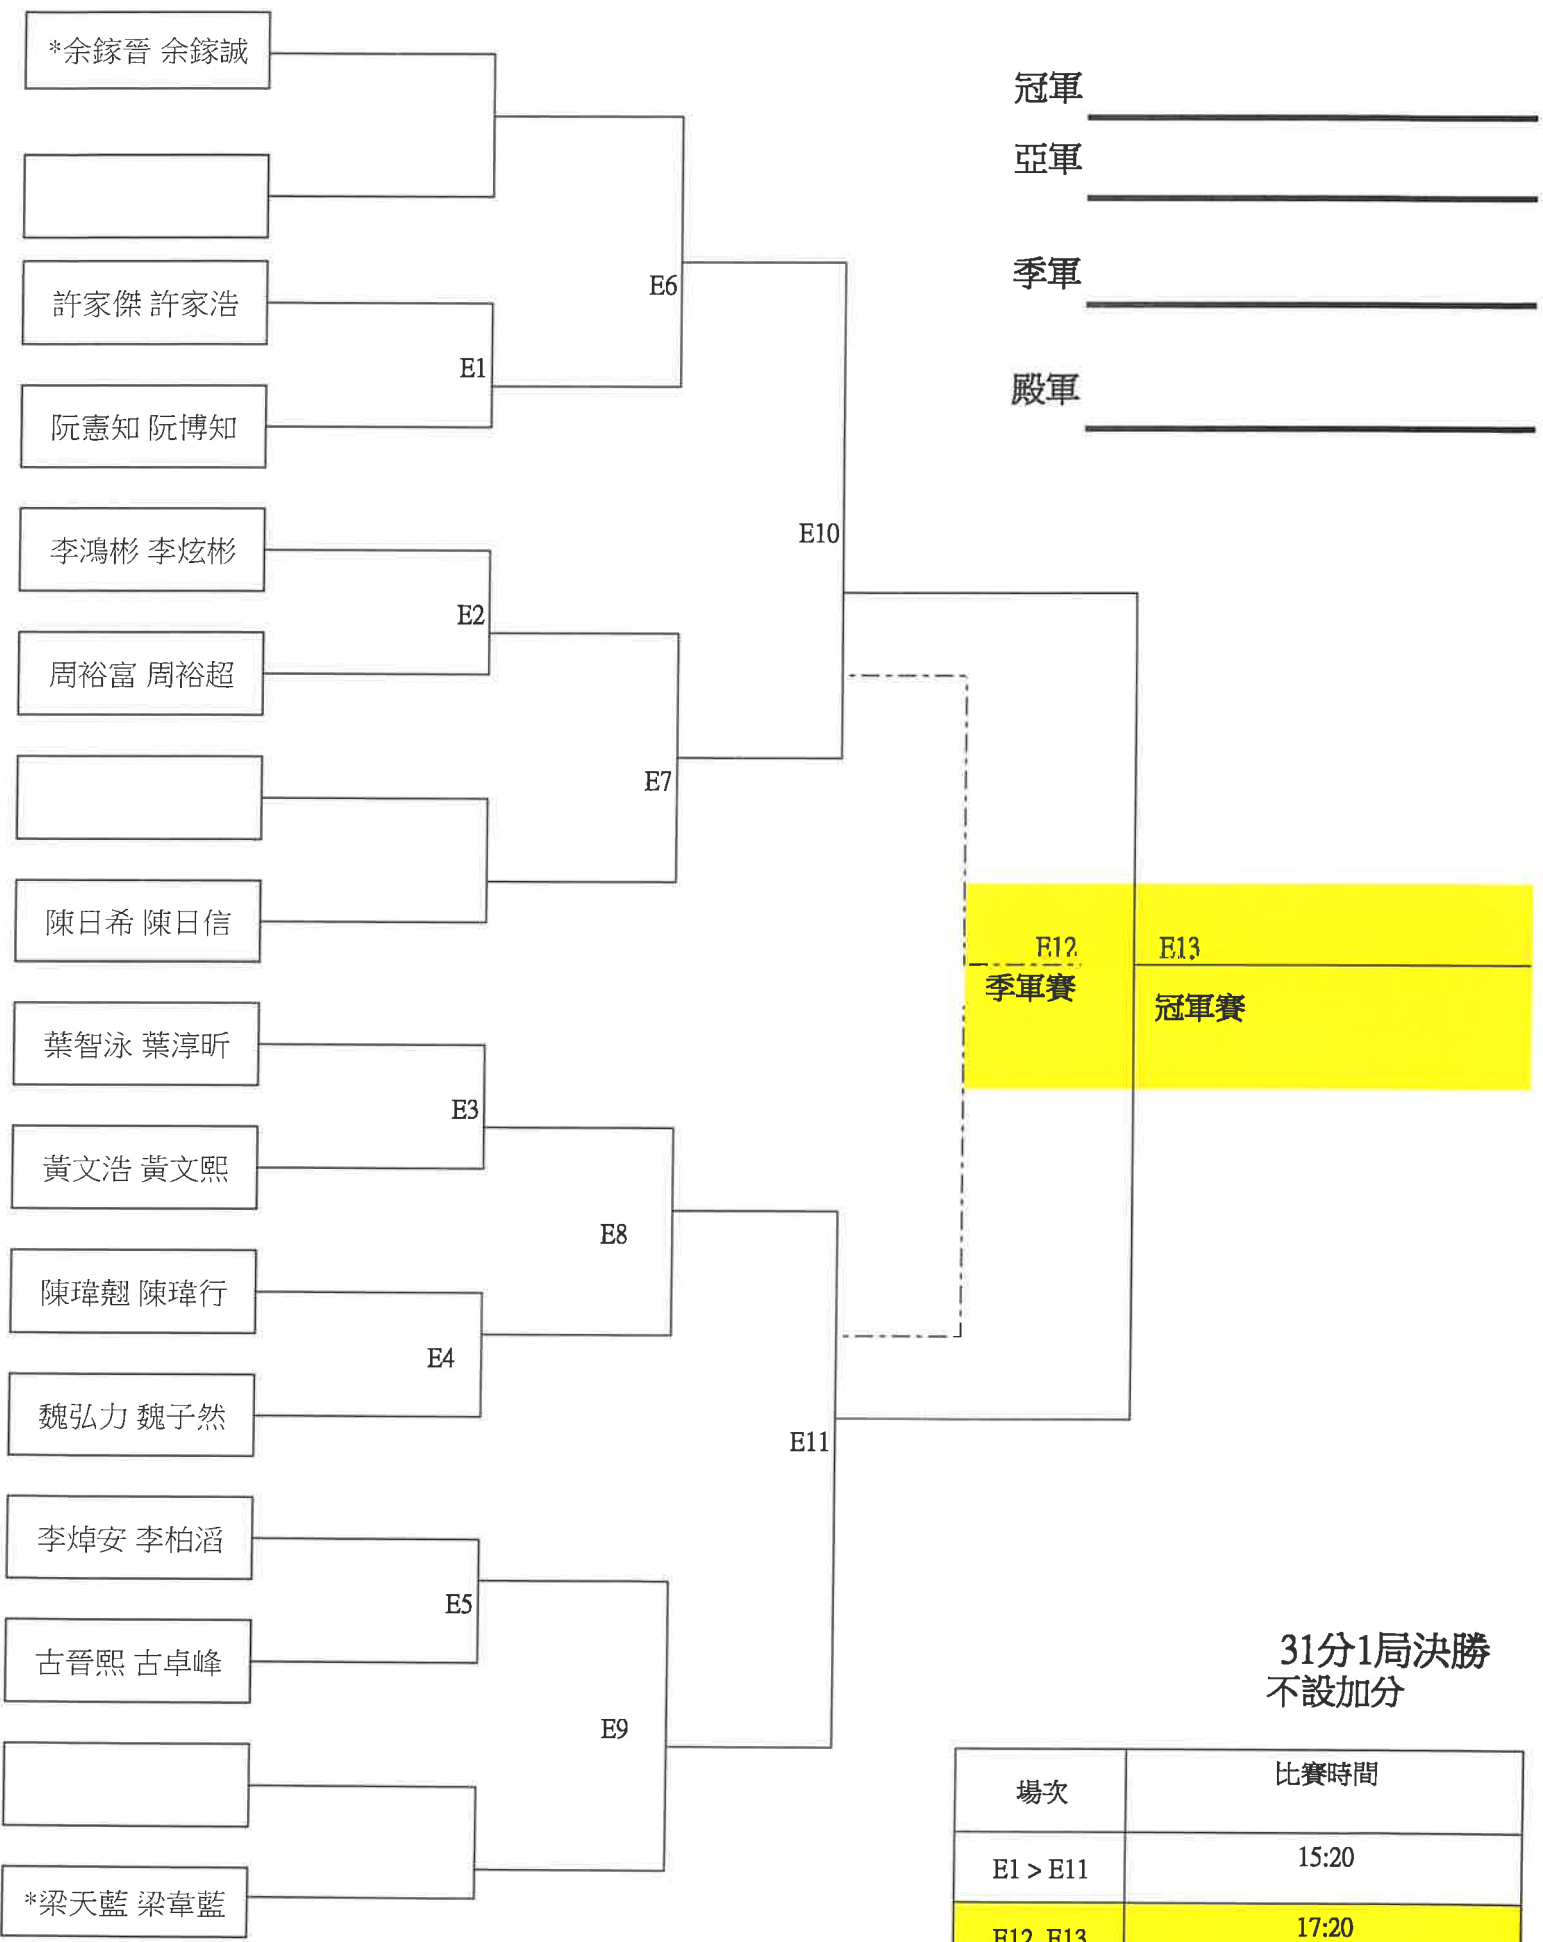 *余鎵晉 余鎵誠
許家傑 許家浩
阮憲知 阮博知
李鴻彬 李炫彬
周裕富 周裕超
陳日希 陳日信
葉智泳 葉淳昕
黃文浩 黃文熙
陳瑋翹 陳瑋行
魏弘力 魏子然
李焯安 李柏滔
古晉熙 古卓峰
*梁天藍 梁韋藍
E1
E2
E3
E4
E5
E6
E7
E8
E9
E10
E11
E12
季軍賽
E13
冠軍賽
冠軍
亞軍
季軍
殿軍
31分1局決勝
不設加分
場次 比賽時間
E1 > E11 15:20
E12, E13 17:20